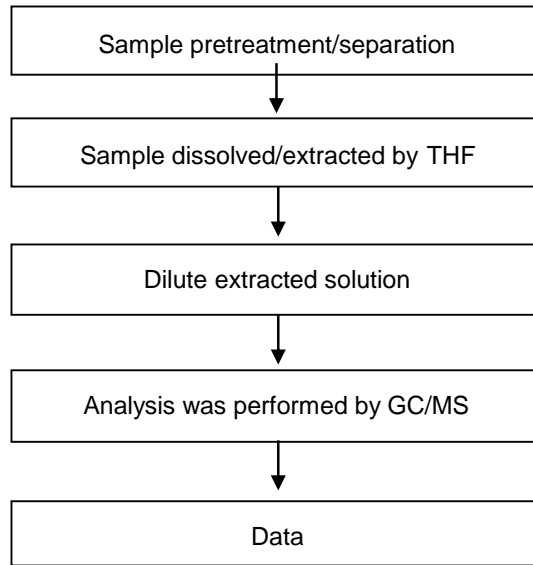 Sample pretreatment/separation
Sample dissolved/extracted by THF
Dilute extracted solution
Analysis was performed by GC/MS
Data